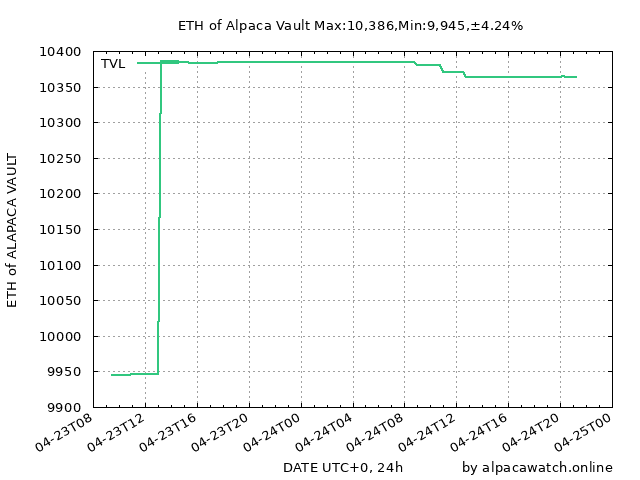 ETH of Alpaca Vault Max:10,386,Min:9,945,±4.24%
TVL
10400
10350
10300
10250
10200
10150
10100
10050
10000
9950
9900
ETH of ALAPACA VAULT
04-23T08
04-23T12
04-23T16
04-23T20
04-24T00
04-24T04
04-24T08
04-24T12
04-24T16
04-24T20
04-25T00
DATE UTC+0, 24h
by alpacawatch.online